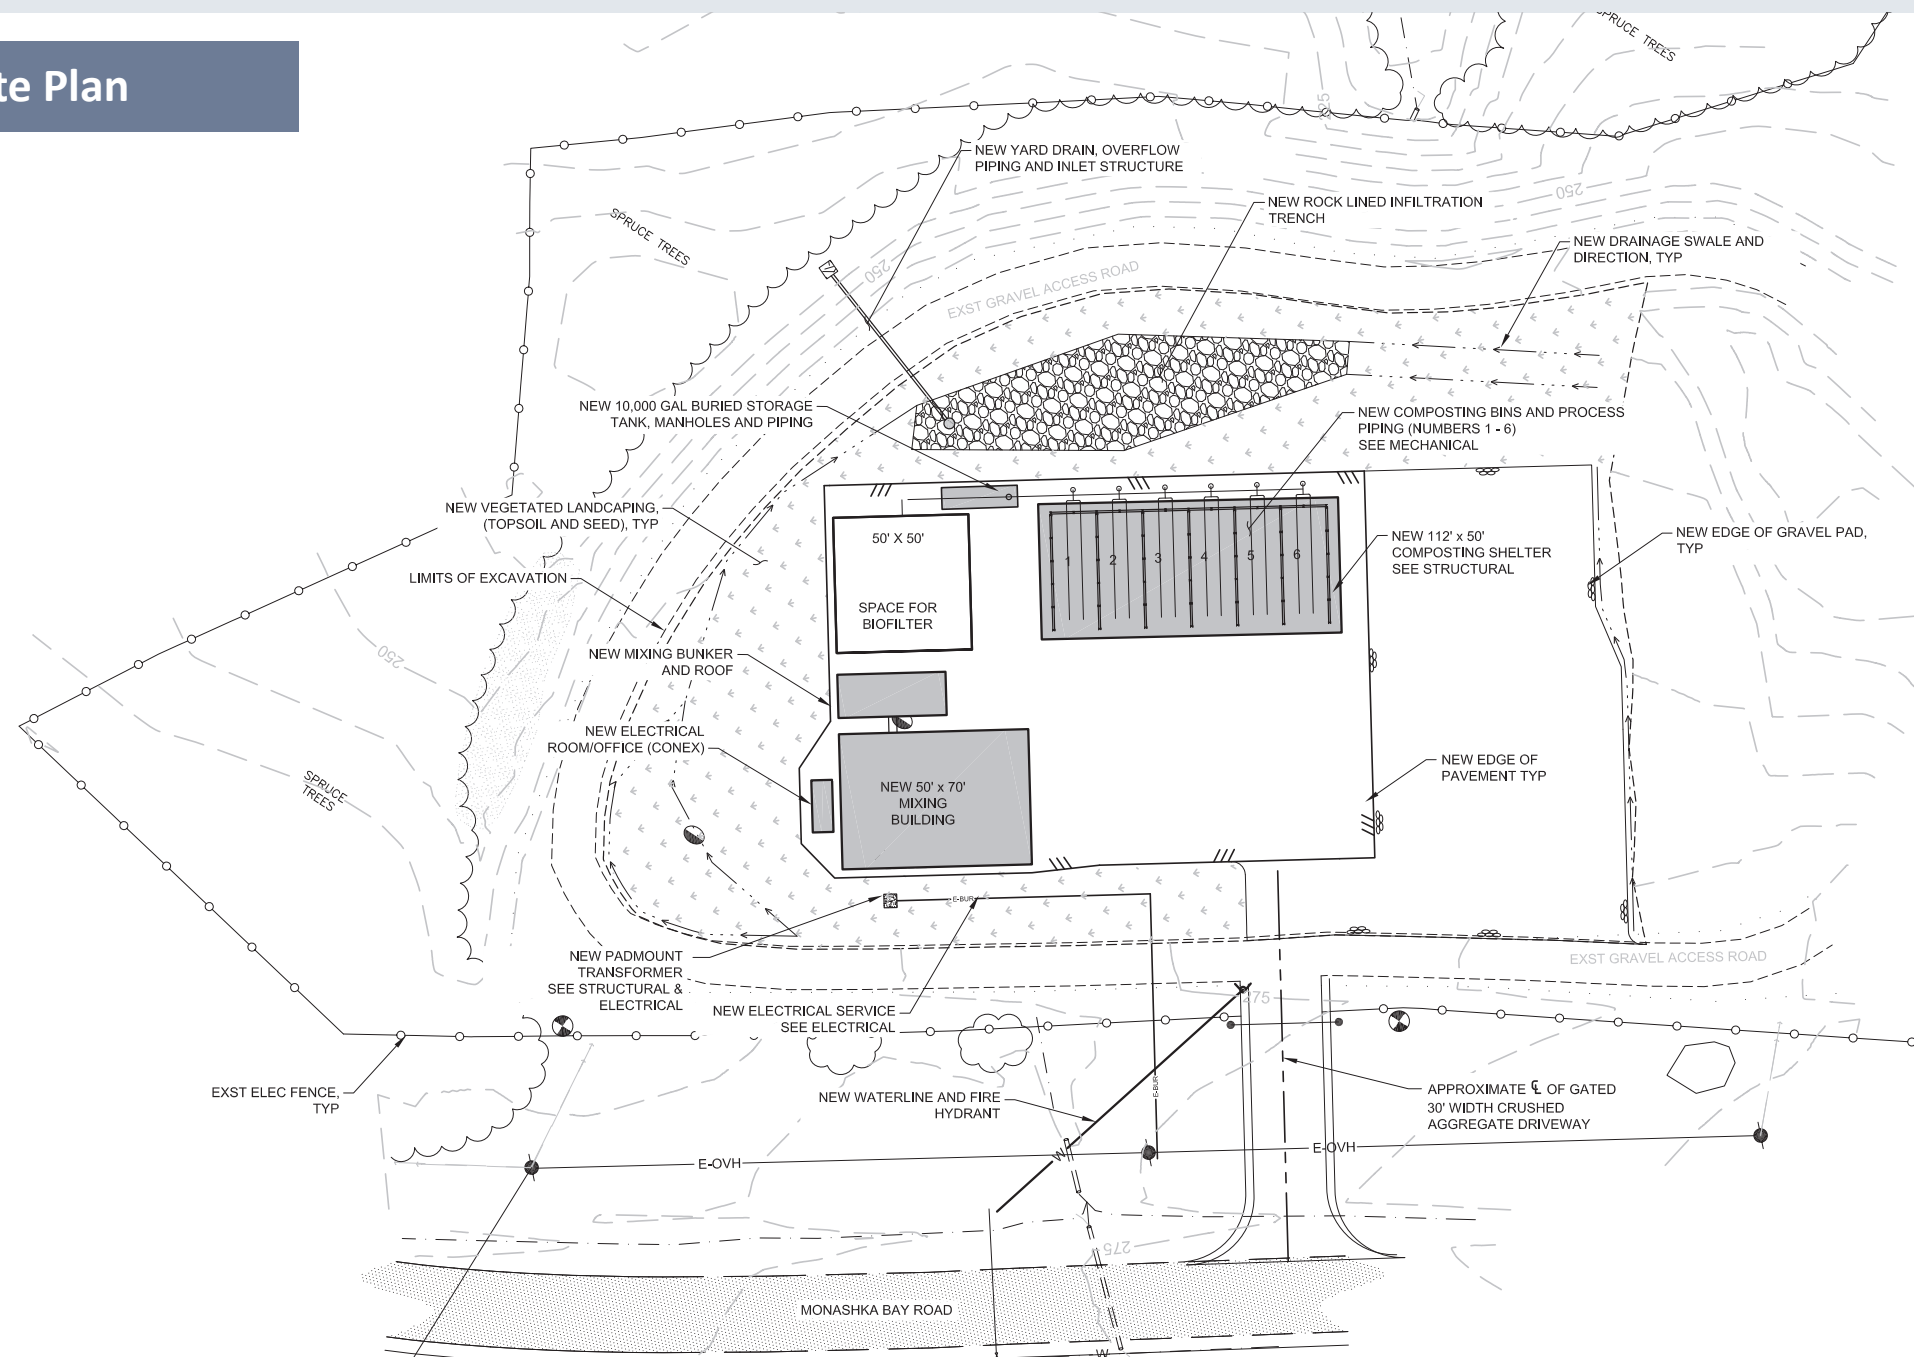 te Plan
SPRUCE TREES
225
NEW YARD DRAIN, OVERFLOW
PIPING AND INLET STRUCTURE
250
NEW ROCK LINED INFILTRATION
TRENCH
SPRUCE TREES
NEW DRAINAGE SWALE AND
DIRECTION, TYP
250
EXST GRAVEL ACCESS ROAD
NEW 10,000 GAL BURIED STORAGE
TANK, MANHOLES AND PIPING
NEW COMPOSTING BINS AND PROCESS
PIPING (NUMBERS 1 - 6)
SEE MECHANICAL
NEW VEGETATED LANDCAPING,
(TOPSOIL AND SEED), TYP
50' X 50'
SPACE FOR
BIOFILTER
1 2 3 4 5 6
NEW 112' x 50'
COMPOSTING SHELTER
SEE STRUCTURAL
NEW EDGE OF GRAVEL PAD,
TYP
LIMITS OF EXCAVATION
250
NEW MIXING BUNKER
AND ROOF
NEW ELECTRICAL
ROOM/OFFICE (CONEX)
SPRUCE
TREES
NEW 50' x 70'
MIXING
BUILDING
NEW EDGE OF
PAVEMENT TYP
E-BUR
NEW PADMOUNT
TRANSFORMER
SEE STRUCTURAL &
ELECTRICAL
EXST GRAVEL ACCESS ROAD
275
NEW ELECTRICAL SERVICE
SEE ELECTRICAL
E-BUR
EXST ELEC FENCE,
TYP
NEW WATERLINE AND FIRE
HYDRANT
APPROXIMATE ℄ OF GATED
30' WIDTH CRUSHED
AGGREGATE DRIVEWAY
E-OVH
W
E-OVH
275
MONASHKA BAY ROAD
W